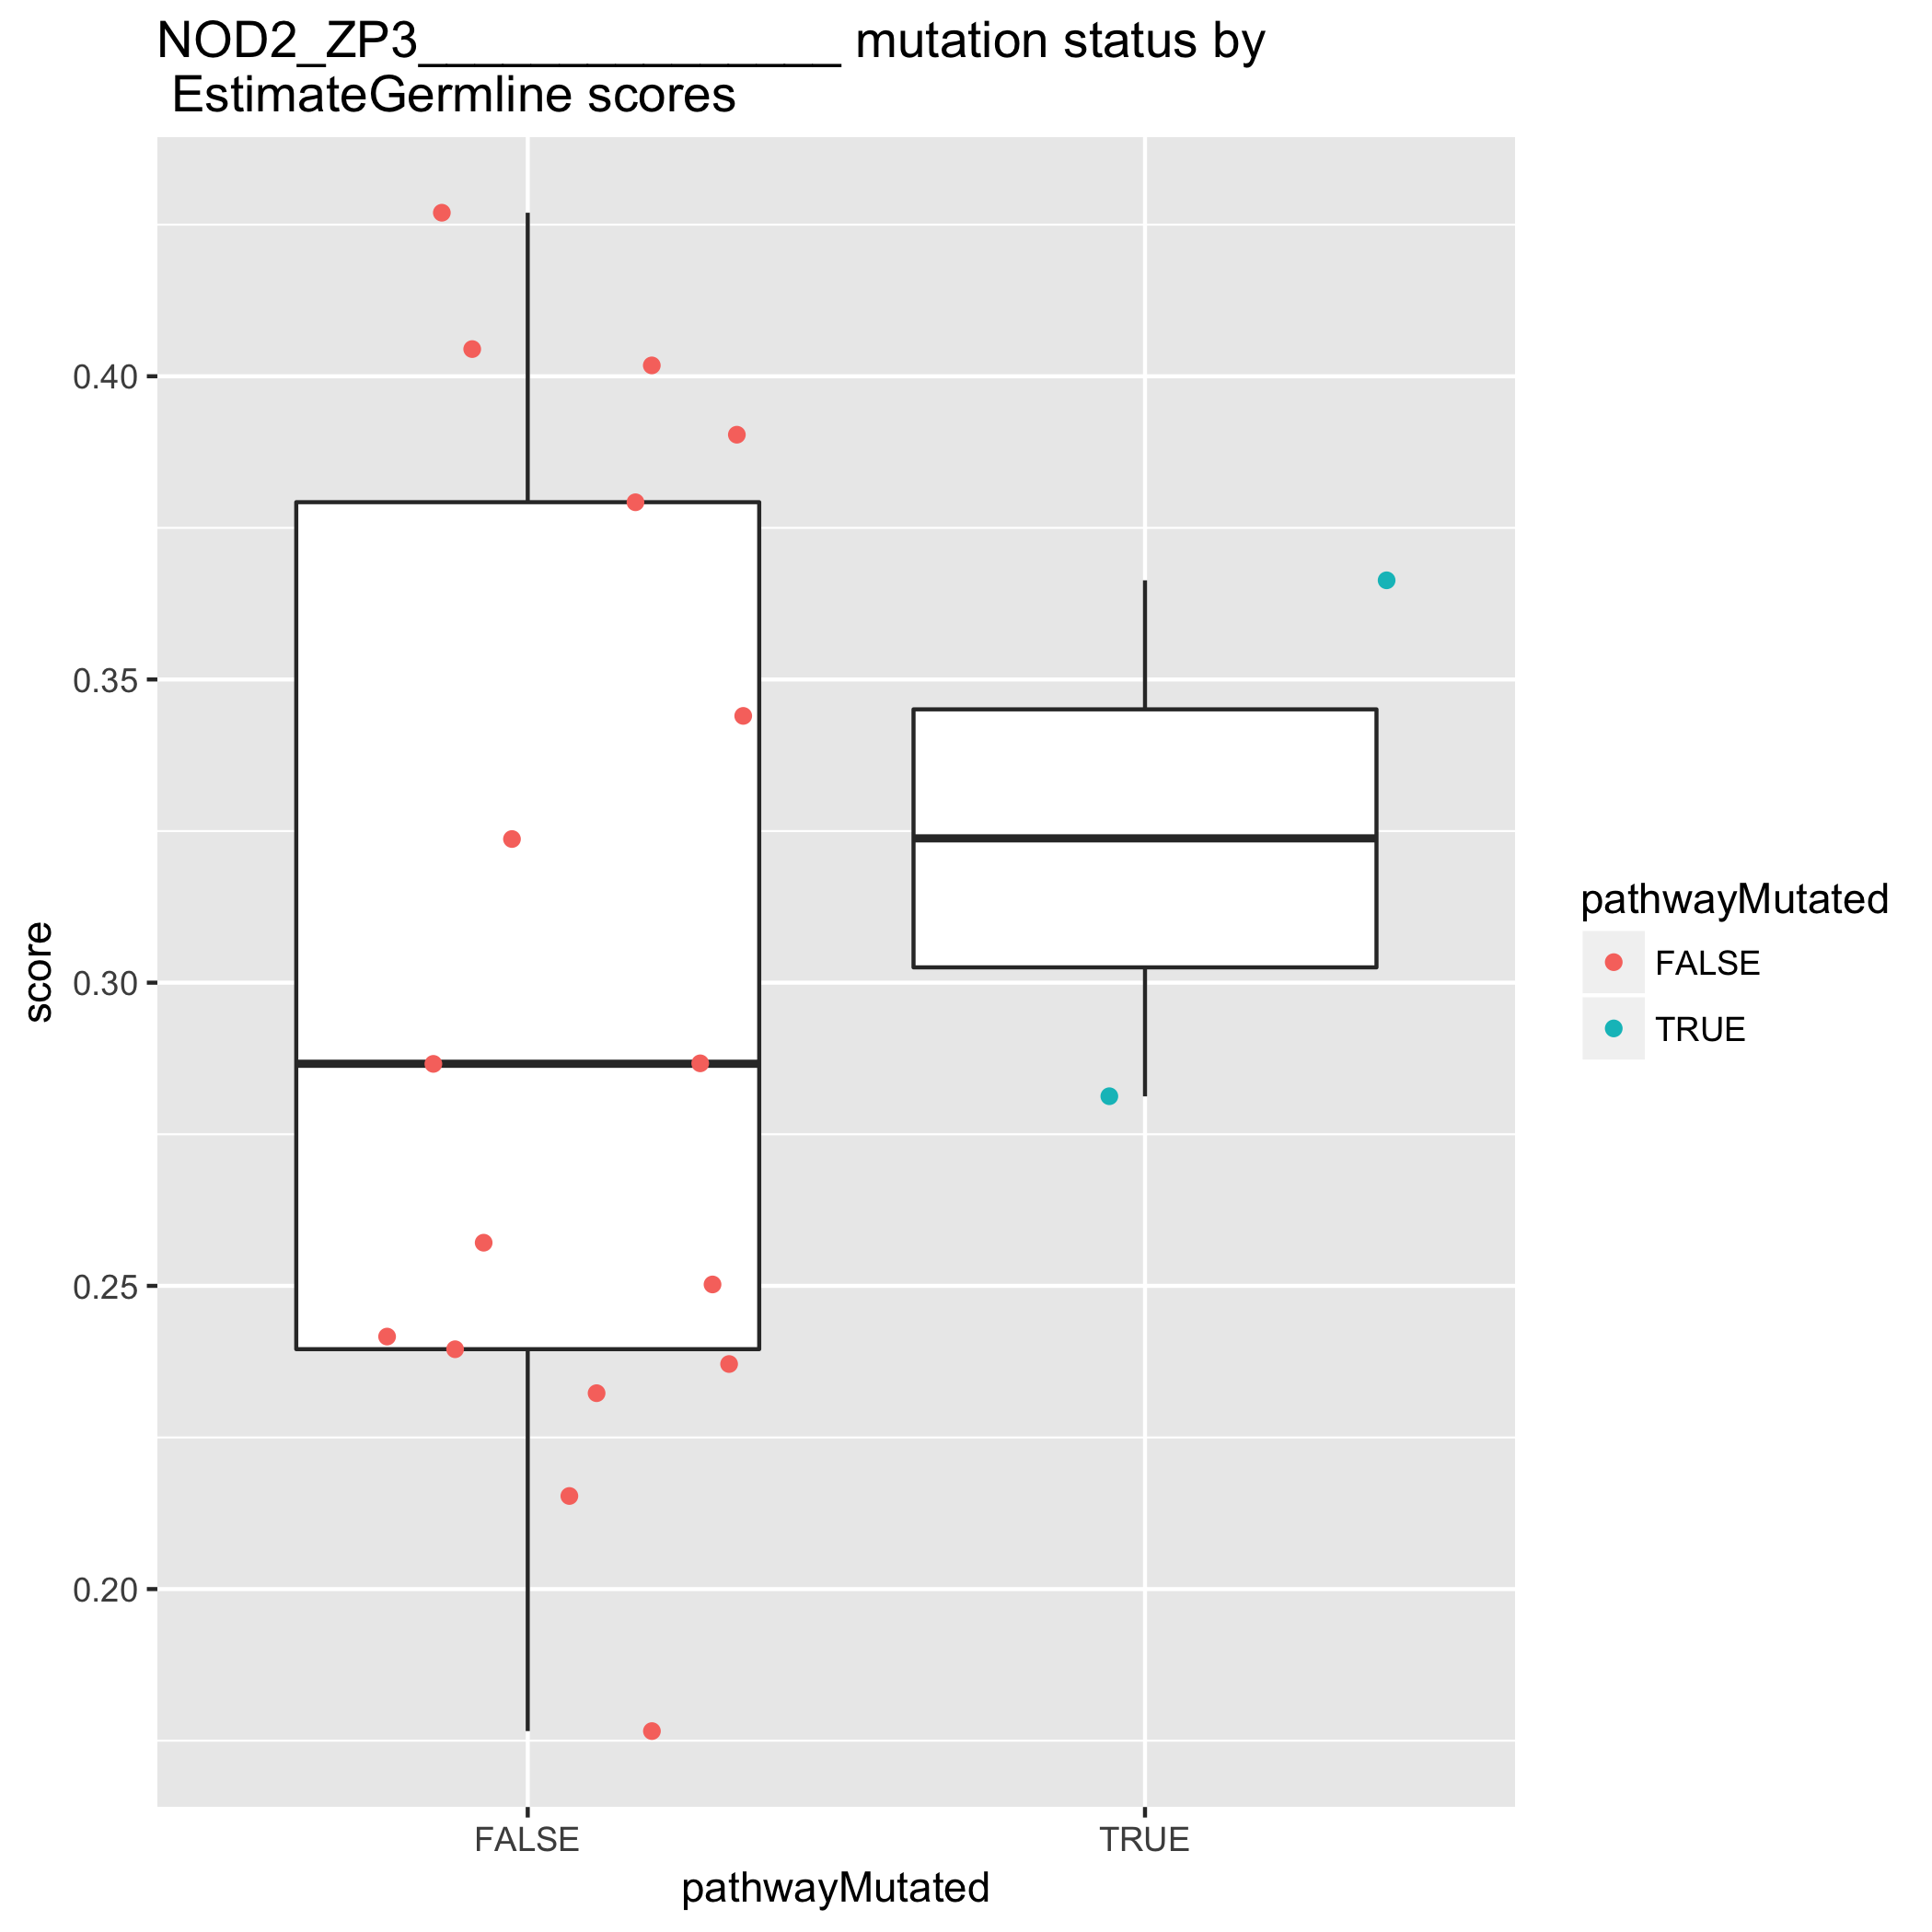 NOD2_ZP3_______________ mutation status by
EstimateGermline scores
0.40
0.35
0.30
0.25
0.20
score
FALSE
TRUE
pathwayMutated
pathwayMutated
FALSE
TRUE